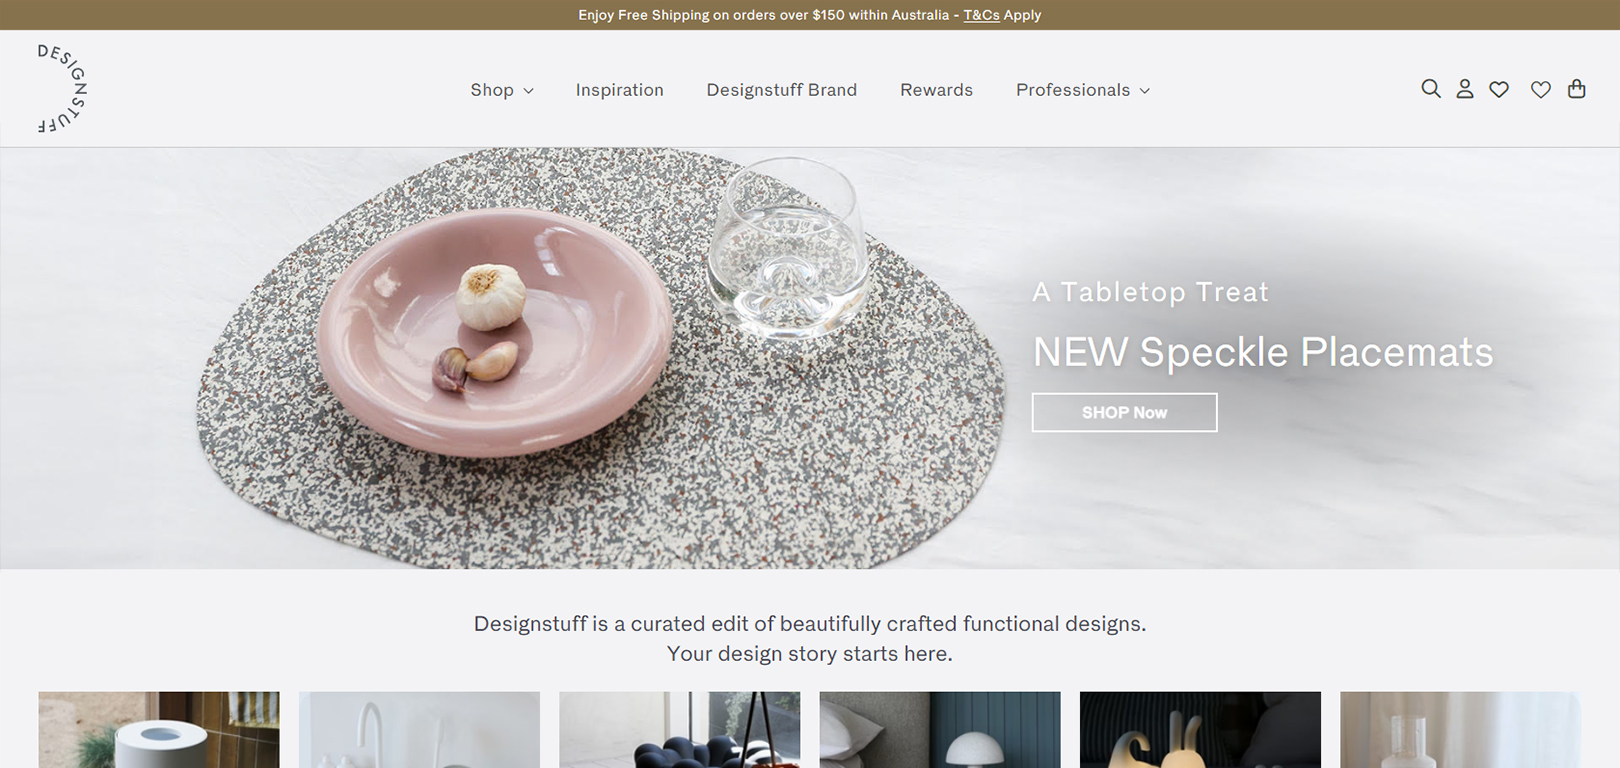 Enjoy Free Shipping on orders over $150 within Australia - T&Cs Apply
DESIGNSTUFF
Shop
Inspiration
Designstuff Brand
Rewards
Professionals
A Tabletop Treat
NEW Speckle Placemats
SHOP Now
Designstuff is a curated edit of beautifully crafted functional designs.
Your design story starts here.